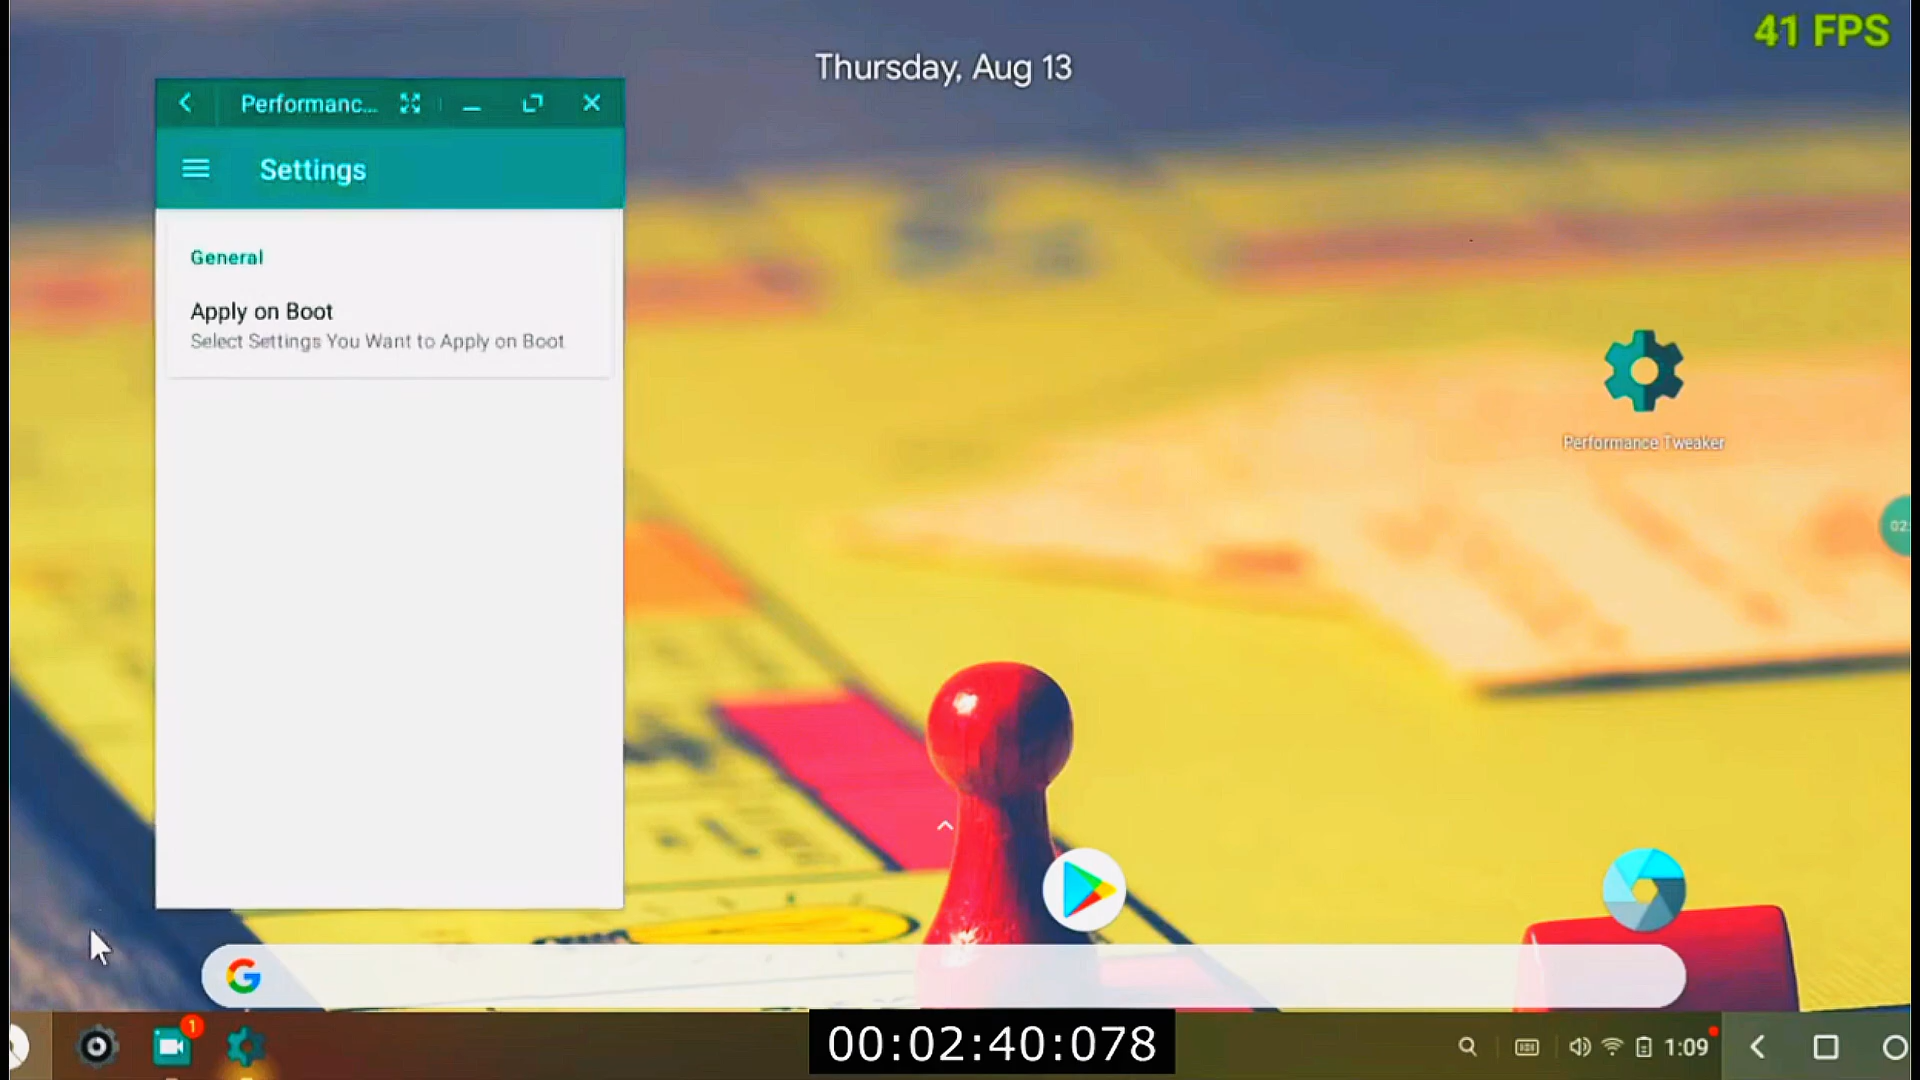 41 FPS
Thursday, Aug 13
Performanc...
Settings
General
Apply on Boot
Select Settings You Want to Apply on Boot
Performance Tweaker
02:
G
1
00:02:40:078
1:09